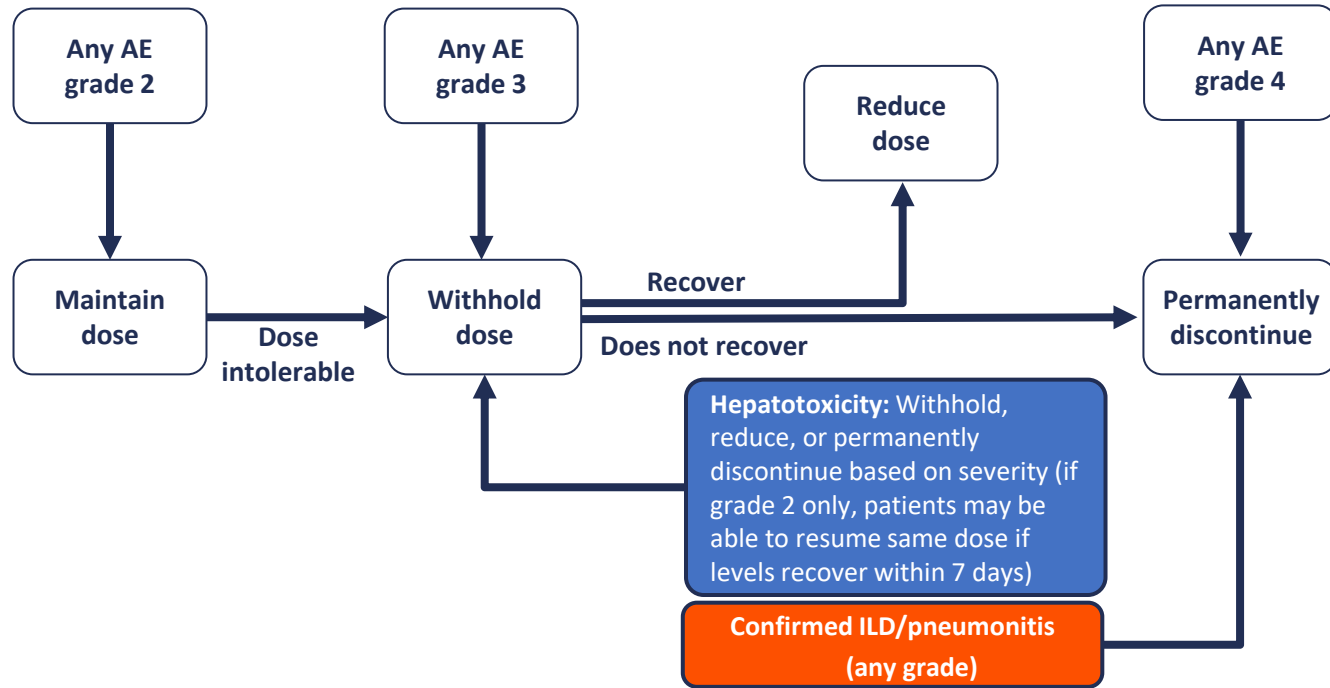 Any AE
grade 2
Any AE
grade 3
Any AE
grade 4
Reduce
dose
Maintain
dose
Dose
intolerable
Withhold
dose
Recover
Does not recover
Permanently
discontinue
Hepatotoxicity: Withhold,
reduce, or permanently
discontinue based on severity (if
grade 2 only, patients may be
able to resume same dose if
levels recover within 7 days)
Confirmed ILD/pneumonitis
(any grade)